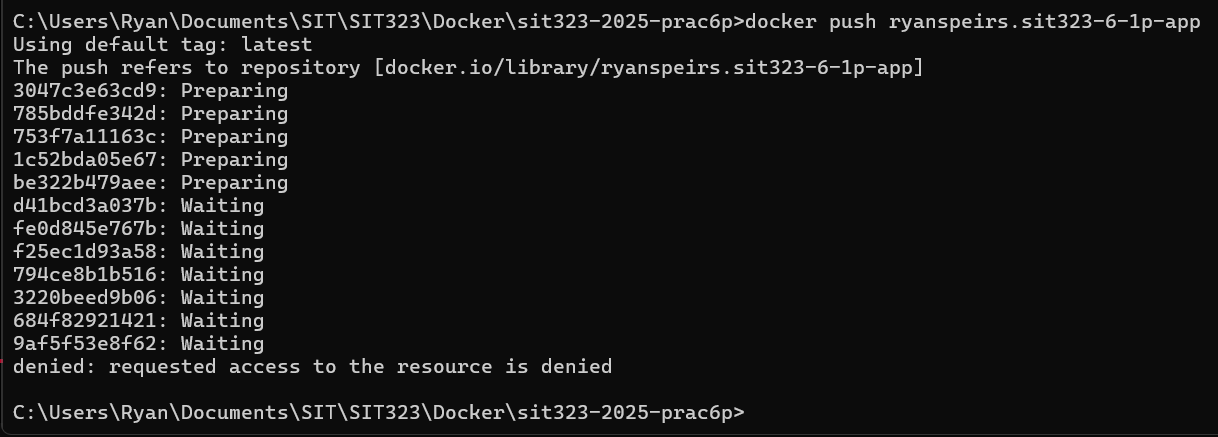 C:\Users\Ryan\Documents\SIT\SIT323\Docker\sit323-2025-prac6p>docker push ryanspeirs.sit323-6-1p-app
Using default tag: latest
The push refers to repository [docker.io/library/ryanspeirs.sit323-6-1p-app]
3047c3e63cd9: Preparing
785bddfe342d: Preparing
753f7a11163c: Preparing
1c52bda05e67: Preparing
be322b479aee: Preparing
d41bcd3a037b: Waiting
fe0d845e767b: Waiting
f25ec1d93a58: Waiting
794ce8b1b516: Waiting
3220beed9b06: Waiting
684f82921421: Waiting
9af5f53e8f62: Waiting
denied: requested access to the resource is denied
C:\Users\Ryan\Documents\SIT\SIT323\Docker\sit323-2025-prac6p>